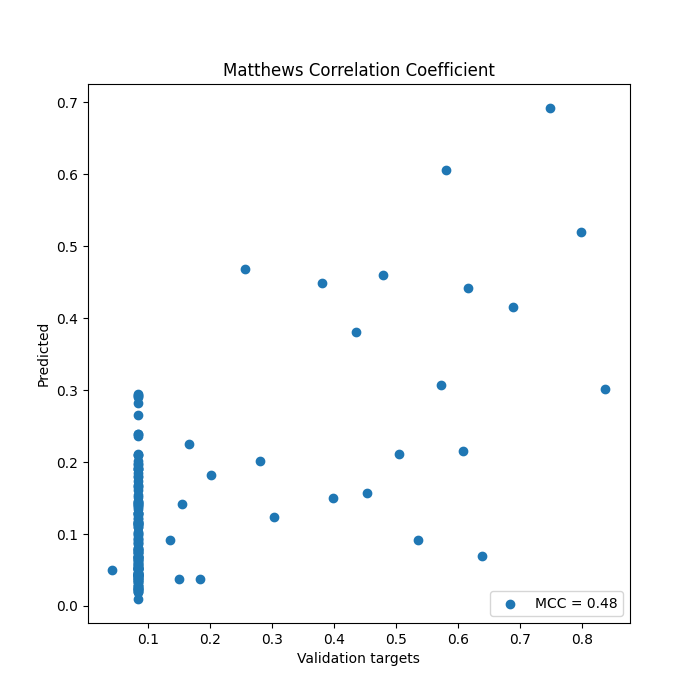 Matthews Correlation Coefficient
0.7
0.6
0.5
0.4
0.3
0.2
0.1
0.0
Predicted
MCC = 0.48
0.1 0.2 0.3 0.4 0.5 0.6 0.7 0.8
Validation targets